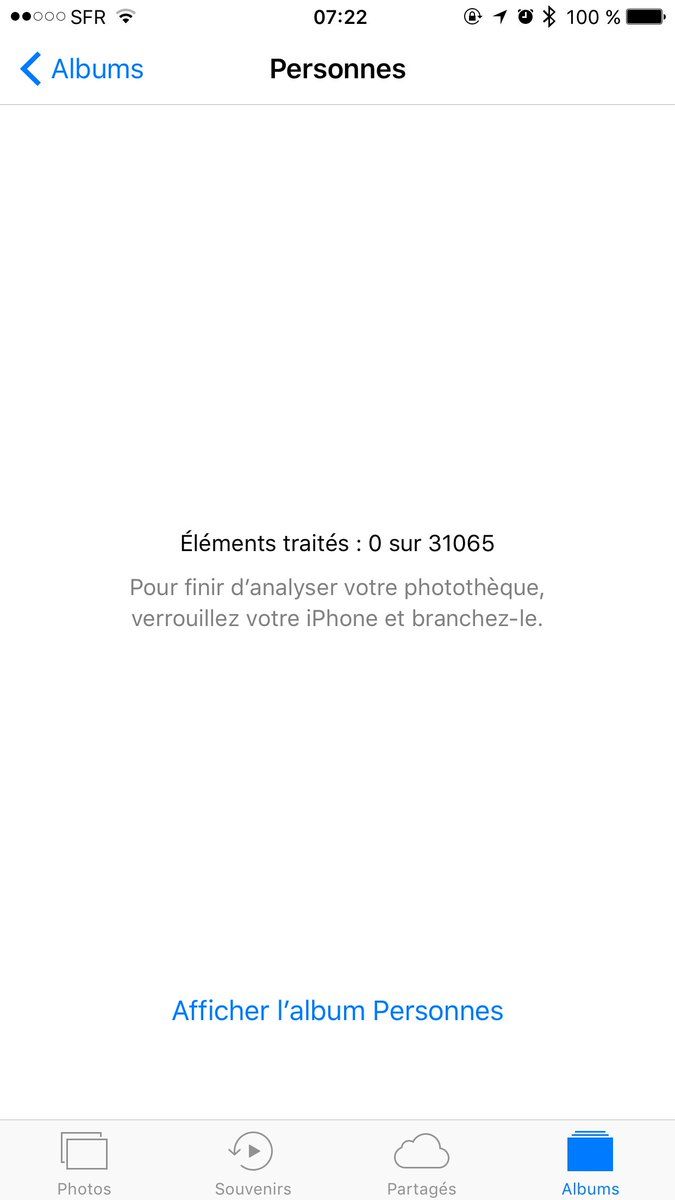 SFR 07:22 100 %
Albums Personnes
Éléments traités : 0 sur 31065
Pour finir d’analyser votre photothèque,
verrouillez votre iPhone et branchez-le.
Afficher l’album Personnes
Photos Souvenirs Partagés Albums